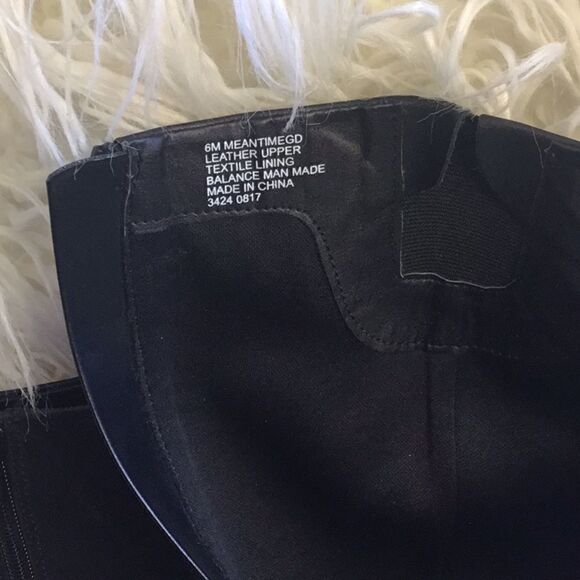 6M MEANTIMEGD
LEATHER UPPER
TEXTILE LINING
BALANCE MAN MADE
MADE IN CHINA
3424 0817